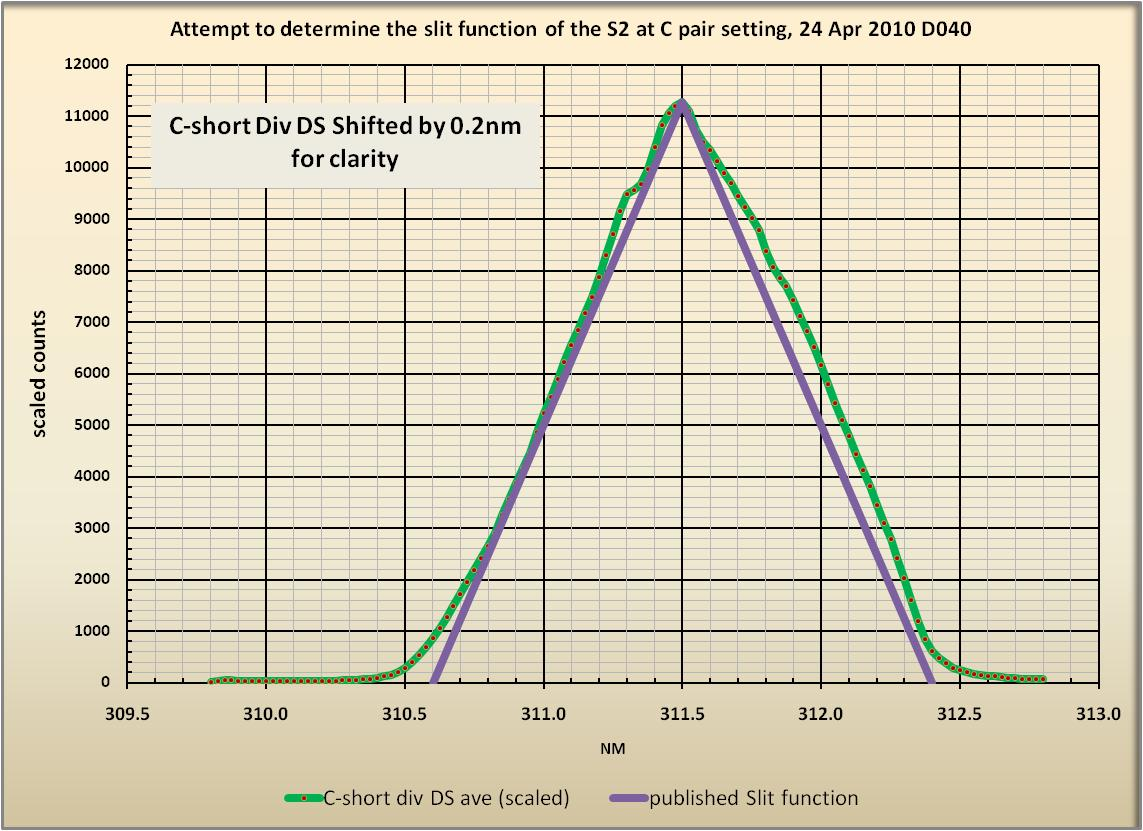 Attempt to determine the slit function of the S2 at C pair setting, 24 Apr 2010 D040
C-short Div DS Shifted by 0.2nm
for clarity
scaled counts
12000
11000
10000
9000
8000
7000
6000
5000
4000
3000
2000
1000
0
309.5 310.0 310.5 311.0 311.5 312.0 312.5 313.0
NM
C-short div DS ave (scaled) published Slit function